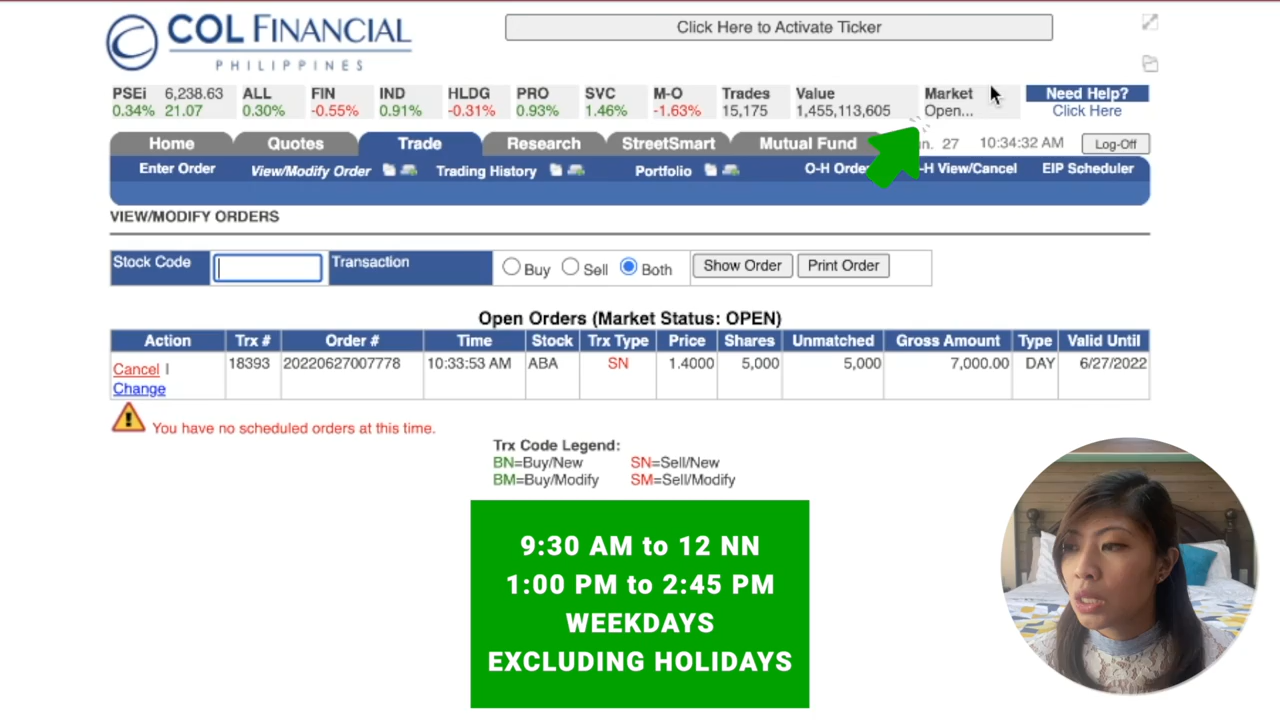 COL FINANCIAL
PHILIPPINES
Click Here to Activate Ticker
PSEi 6,238.63 ALL FIN IND HLDG PRO SVC M-O Trades Value Market Need Help?
0.34% 21.07 0.30% -0.55% 0.91% -0.31% 0.93% 1.46% -1.63% 15,175 1,455,113,605 Open... Click Here
Home Quotes Trade Research StreetSmart Mutual Fund 27 10:34:32 AM Log-Off
Enter Order View/Modify Order Trading History Portfolio O-H View/Cancel EIP Scheduler
VIEW/MODIFY ORDERS
Stock Code Transaction Buy Sell Both Show Order Print Order
Open Orders (Market Status: OPEN)
Action Trx # Order # Time Stock Trx Type Price Shares Unmatched Gross Amount Type Valid Until
Cancel | 18393 20220627007778 10:33:53 AM ABA SN 1.4000 5,000 5,000 7,000.00 DAY 6/27/2022
Change
You have no scheduled orders at this time.
Trx Code Legend:
BN=Buy/New SN=Sell/New
BM=Buy/Modify SM=Sell/Modify
9:30 AM to 12 NN
1:00 PM to 2:45 PM
WEEKDAYS
EXCLUDING HOLIDAYS